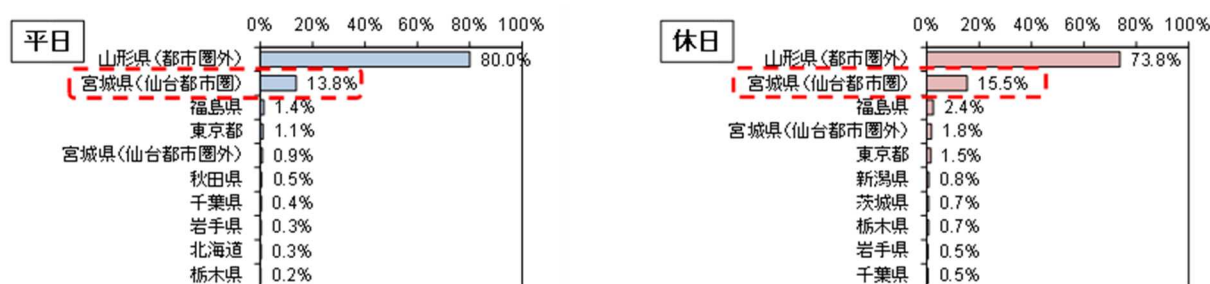 平日
0% 20% 40% 60% 80% 100%
山形県(都市圏外) 80.0%
宮城県(仙台都市圏) 13.8%
福島県 1.4%
東京都 1.1%
宮城県(仙台都市圏外) 0.9%
秋田県 0.5%
千葉県 0.4%
岩手県 0.3%
北海道 0.3%
栃木県 0.2%
休日
0% 20% 40% 60% 80% 100%
山形県(都市圏外) 73.8%
宮城県(仙台都市圏) 15.5%
福島県 2.4%
宮城県(仙台都市圏外) 1.8%
東京都 1.5%
新潟県 0.8%
茨城県 0.7%
栃木県 0.7%
岩手県 0.5%
千葉県 0.5%